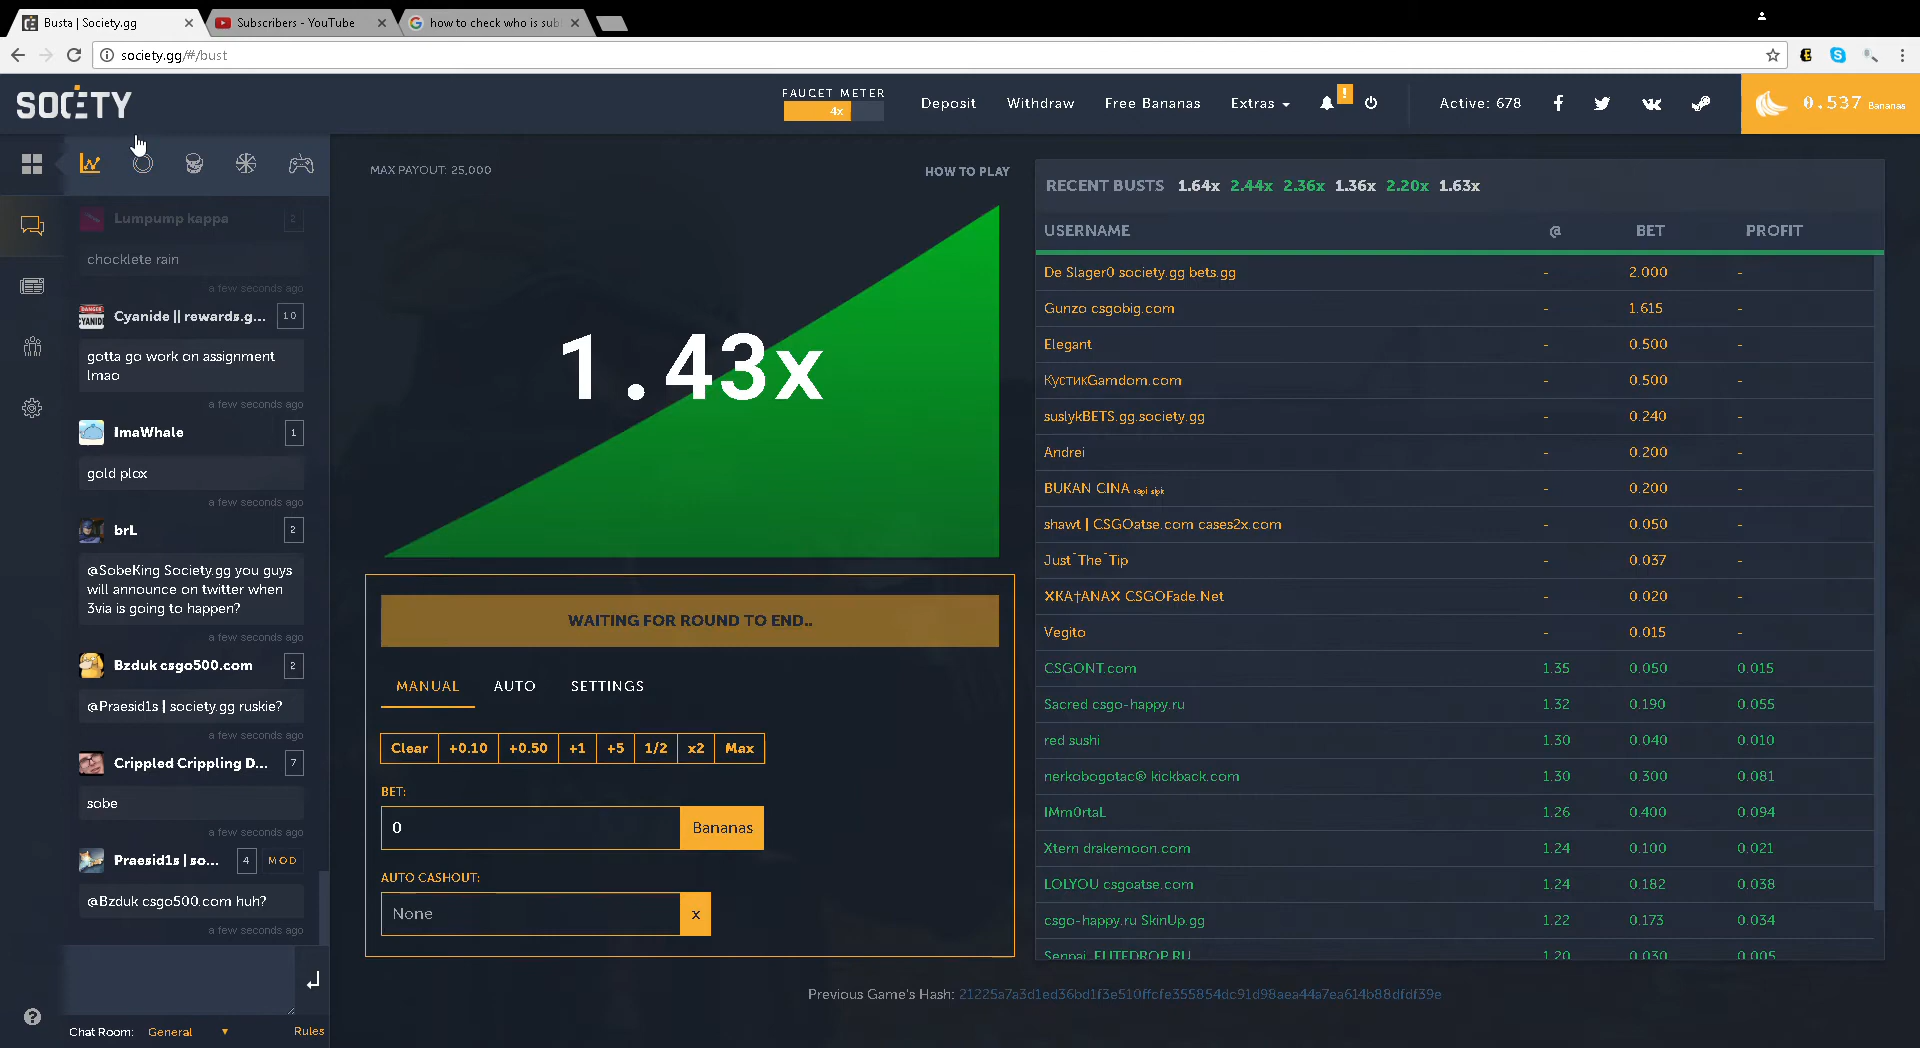 Busta | Society.gg
Subscribers - YouTube
how to check who is sub
society.gg/#/bust
SOCIETY
FAUCET METER
4x
Deposit
Withdraw
Free Bananas
Extras
!
Active: 678
0.537 Bananas
Lumpump kappa 2
chocklete rain
a few seconds ago
Cyanide || rewards.g... 10
gotta go work on assignment
lmao
a few seconds ago
ImaWhale 1
gold plox
a few seconds ago
brL 2
@SobeKing Society.gg you guys
will announce on twitter when
3via is going to happen?
a few seconds ago
Bzduk csgo500.com 2
@Praesid1s | society.gg ruskie?
a few seconds ago
Crippled Crippling D... 7
sobe
a few seconds ago
Praesid1s | so... 4 MOD
@Bzduk csgo500.com huh?
a few seconds ago
Chat Room: General
Rules
MAX PAYOUT: 25,000
HOW TO PLAY
1.43x
WAITING FOR ROUND TO END..
MANUAL AUTO SETTINGS
Clear +0.10 +0.50 +1 +5 1/2 x2 Max
BET:
0 Bananas
AUTO CASHOUT:
None x
RECENT BUSTS 1.64x 2.44x 2.36x 1.36x 2.20x 1.63x
USERNAME @ BET PROFIT
De Slager0 society.gg bets.gg - 2.000 -
Gunzo csgobig.com - 1.615 -
Elegant - 0.500 -
КустикGamdom.com - 0.500 -
suslykBETS.gg.society.gg - 0.240 -
Andrei - 0.200 -
BUKAN CINA - 0.200 -
shawt | CSGOatse.com cases2x.com - 0.050 -
Just¯The¯Tip - 0.037 -
XKA†ANAX CSGOFade.Net - 0.020 -
Vegito - 0.015 -
CSGONT.com 1.35 0.050 0.015
Sacred csgo-happy.ru 1.32 0.190 0.055
red sushi 1.30 0.040 0.010
nerkobogotac® kickback.com 1.30 0.300 0.081
IMm0rtaL 1.26 0.400 0.094
Xtern drakemoon.com 1.24 0.100 0.021
LOLYOU csgoatse.com 1.24 0.182 0.038
csgo-happy.ru SkinUp.gg 1.22 0.173 0.034
Senpai ELITEDROP.RU 1.20 0.030 0.005
Previous Game's Hash: 21225a7a3d1ed36bd1f3e510ffcfe355854dc91d98aea44a7ea614b88dfdf39e